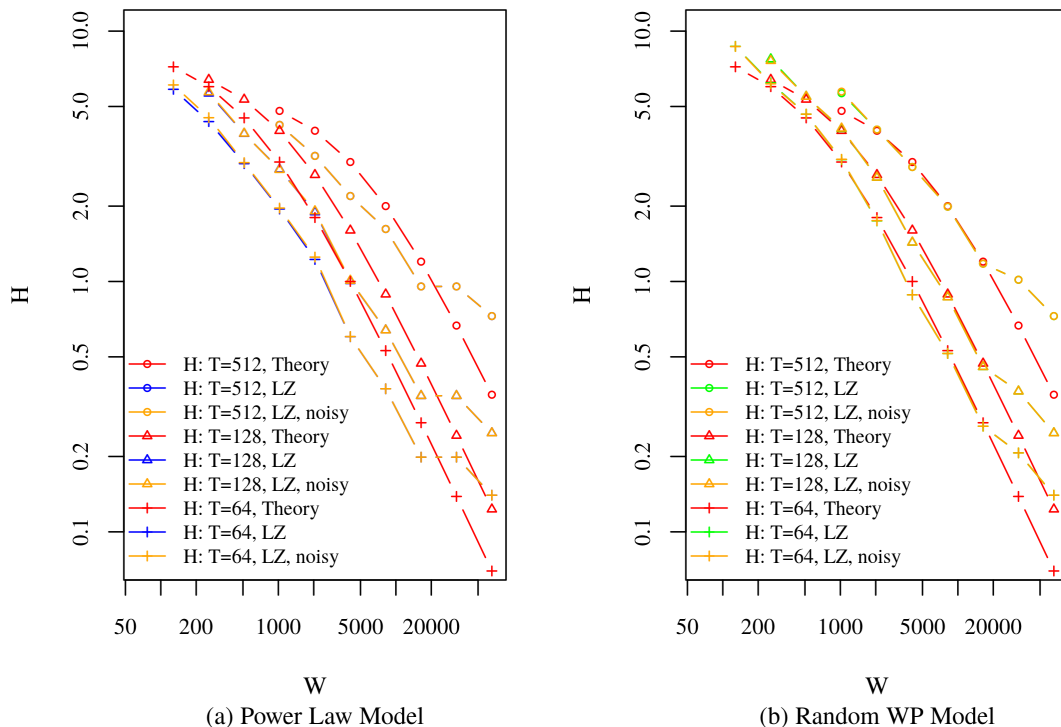 10.0
5.0
2.0
1.0
0.5
0.2
0.1
H
H: T=512, Theory
H: T=512, LZ
H: T=512, LZ, noisy
H: T=128, Theory
H: T=128, LZ
H: T=128, LZ, noisy
H: T=64, Theory
H: T=64, LZ
H: T=64, LZ, noisy
50 200 1000 5000 20000
W
(a) Power Law Model
10.0
5.0
2.0
1.0
0.5
0.2
0.1
H
H: T=512, Theory
H: T=512, LZ
H: T=512, LZ, noisy
H: T=128, Theory
H: T=128, LZ
H: T=128, LZ, noisy
H: T=64, Theory
H: T=64, LZ
H: T=64, LZ, noisy
50 200 1000 5000 20000
W
(b) Random WP Model